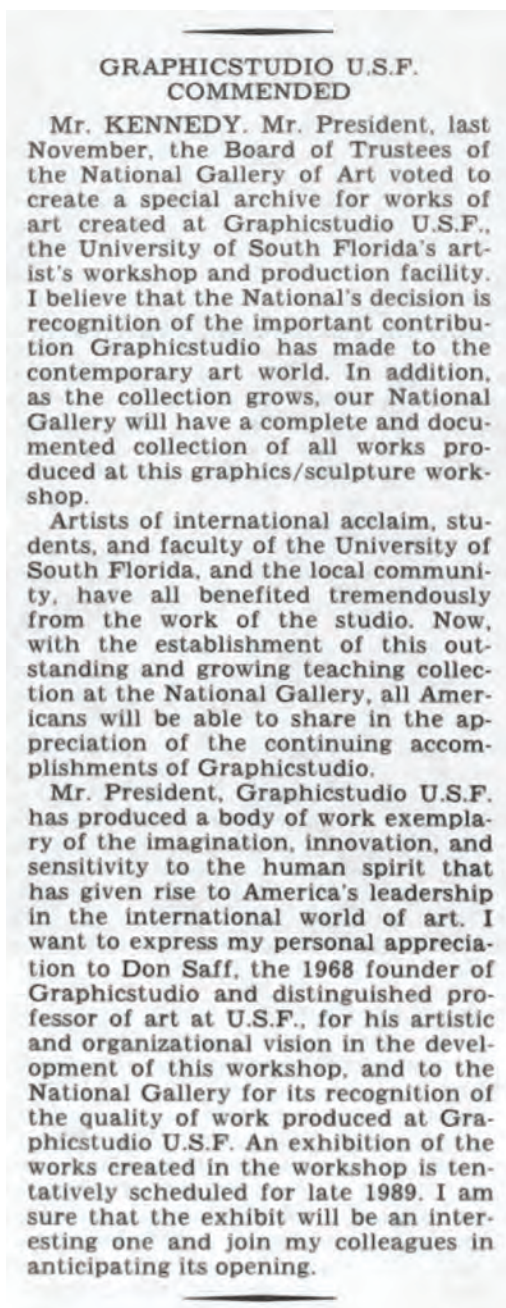 GRAPHICSTUDIO U.S.F.
COMMENDED
Mr. KENNEDY. Mr. President, last
November, the Board of Trustees of
the National Gallery of Art voted to
create a special archive for works of
art created at Graphicstudio U.S.F.,
the University of South Florida's art-
ist's workshop and production facility.
I believe that the National's decision is
recognition of the important contribu-
tion Graphicstudio has made to the
contemporary art world. In addition,
as the collection grows, our National
Gallery will have a complete and docu-
mented collection of all works pro-
duced at this graphics/sculpture work-
shop.
Artists of international acclaim, stu-
dents, and faculty of the University of
South Florida, and the local communi-
ty, have all benefited tremendously
from the work of the studio. Now,
with the establishment of this out-
standing and growing teaching collec-
tion at the National Gallery, all Amer-
icans will be able to share in the ap-
preciation of the continuing accom-
plishments of Graphicstudio.
Mr. President, Graphicstudio U.S.F.
has produced a body of work exempla-
ry of the imagination, innovation, and
sensitivity to the human spirit that
has given rise to America's leadership
in the international world of art. I
want to express my personal apprecia-
tion to Don Saff, the 1968 founder of
Graphicstudio and distinguished pro-
fessor of art at U.S.F., for his artistic
and organizational vision in the devel-
opment of this workshop, and to the
National Gallery for its recognition of
the quality of work produced at Gra-
phicstudio U.S.F. An exhibition of the
works created in the workshop is ten-
tatively scheduled for late 1989. I am
sure that the exhibit will be an inter-
esting one and join my colleagues in
anticipating its opening.